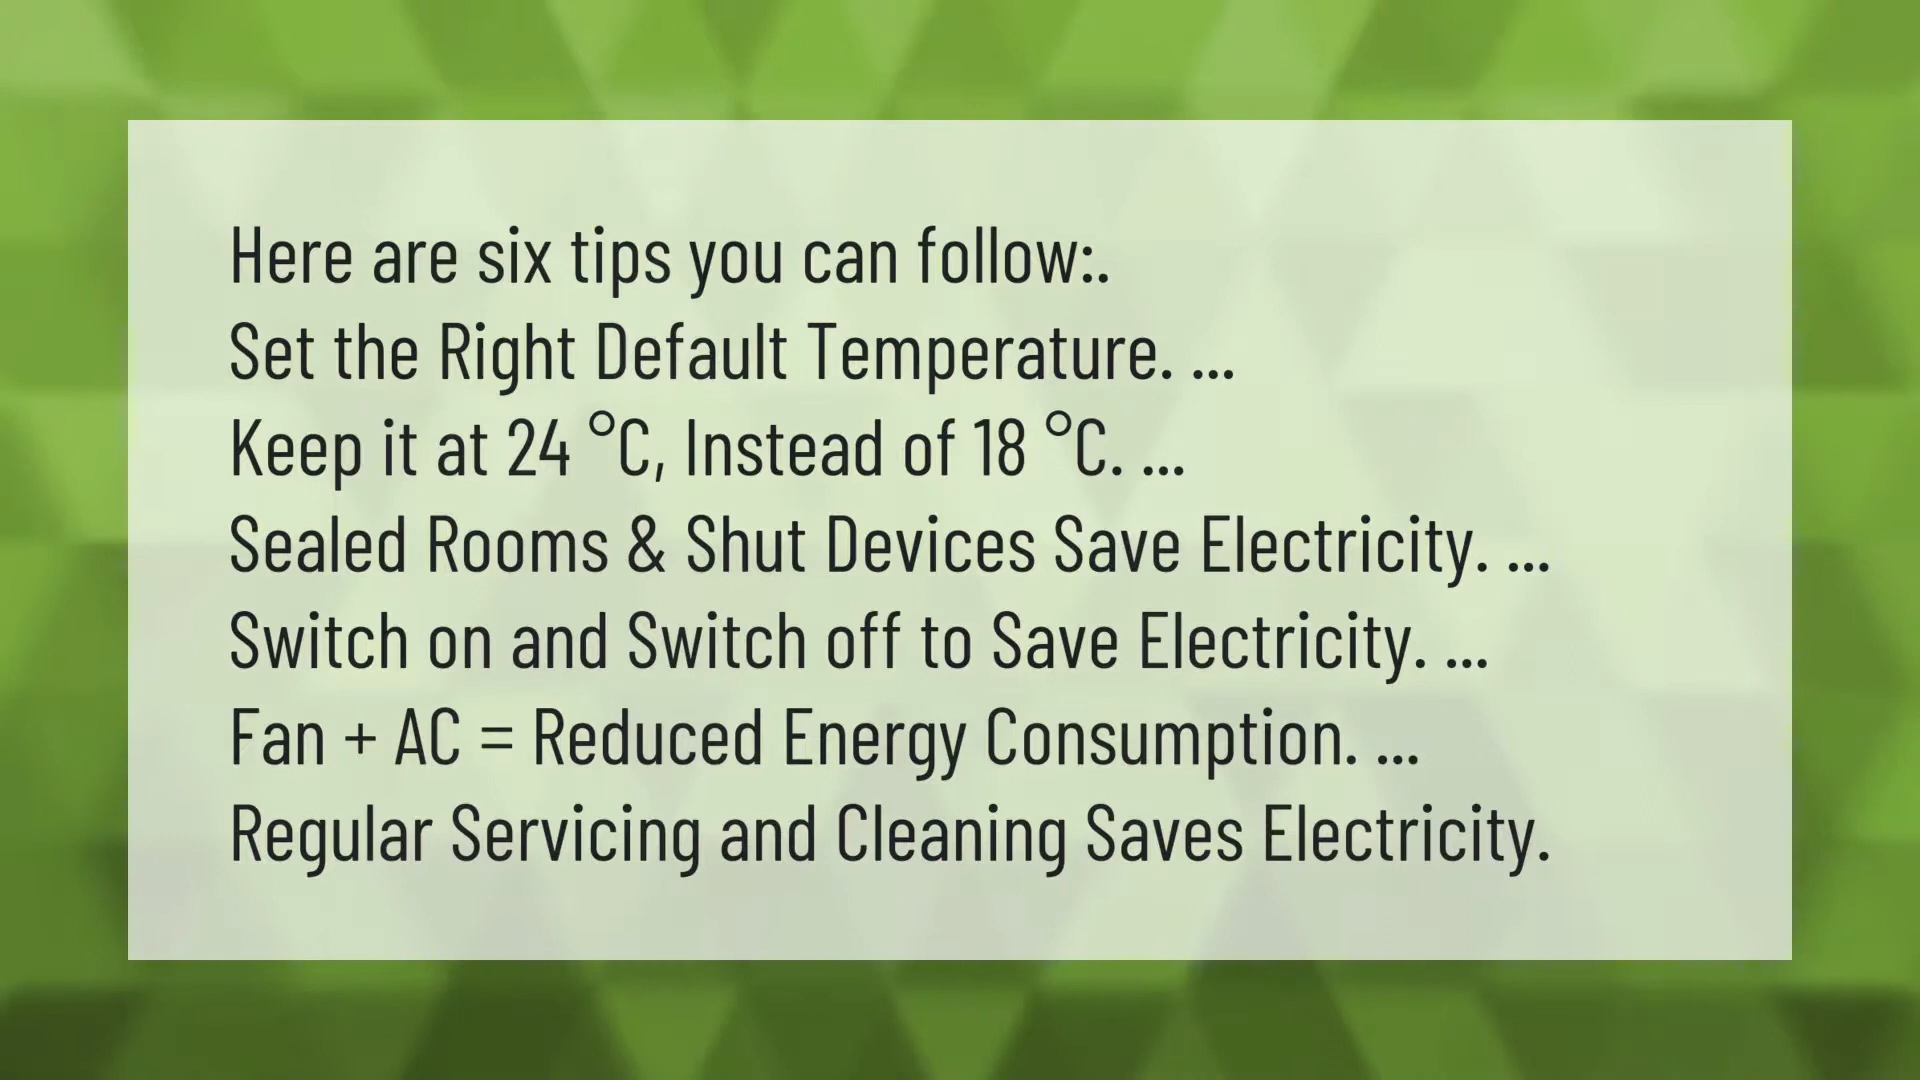 Here are six tips you can follow:.
Set the Right Default Temperature. ...
Keep it at 24 °C, Instead of 18 °C. ...
Sealed Rooms & Shut Devices Save Electricity. ...
Switch on and Switch off to Save Electricity. ...
Fan + AC = Reduced Energy Consumption. ...
Regular Servicing and Cleaning Saves Electricity.